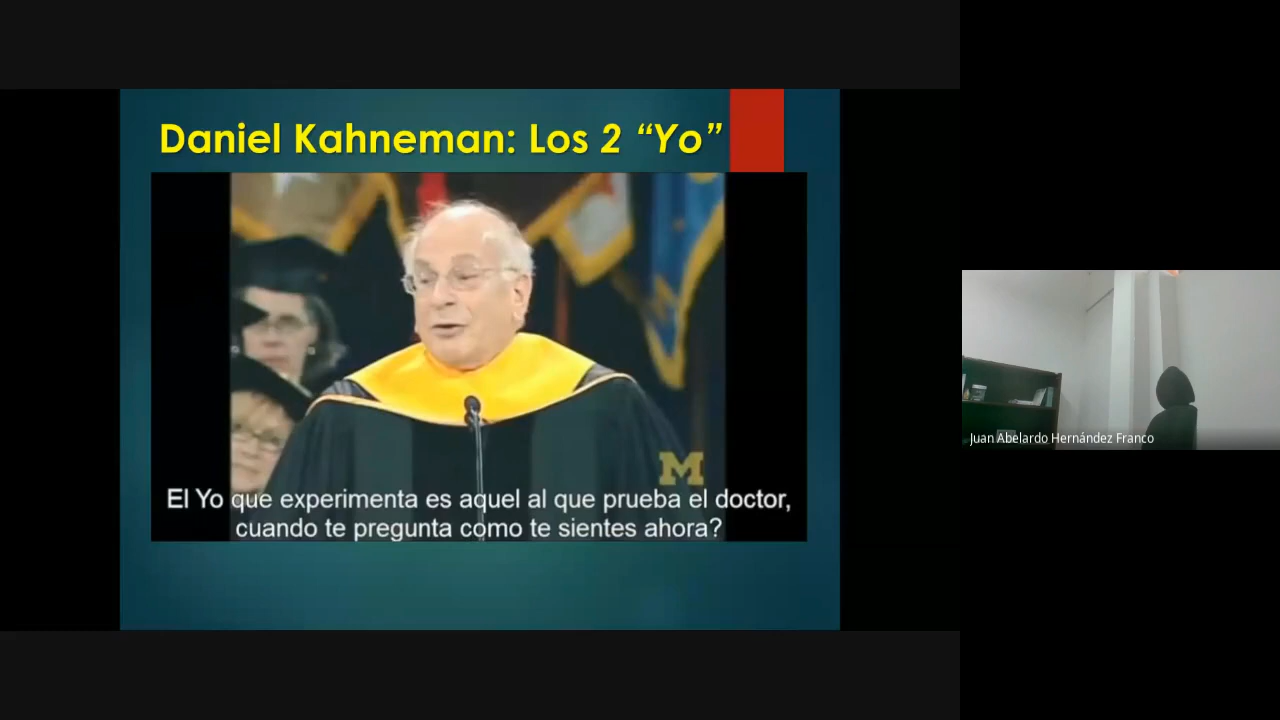 Daniel Kahneman: Los 2 “Yo”
M
El Yo que experimenta es aquel al que prueba el doctor,
cuando te pregunta como te sientes ahora?
Juan Abelardo Hernández Franco